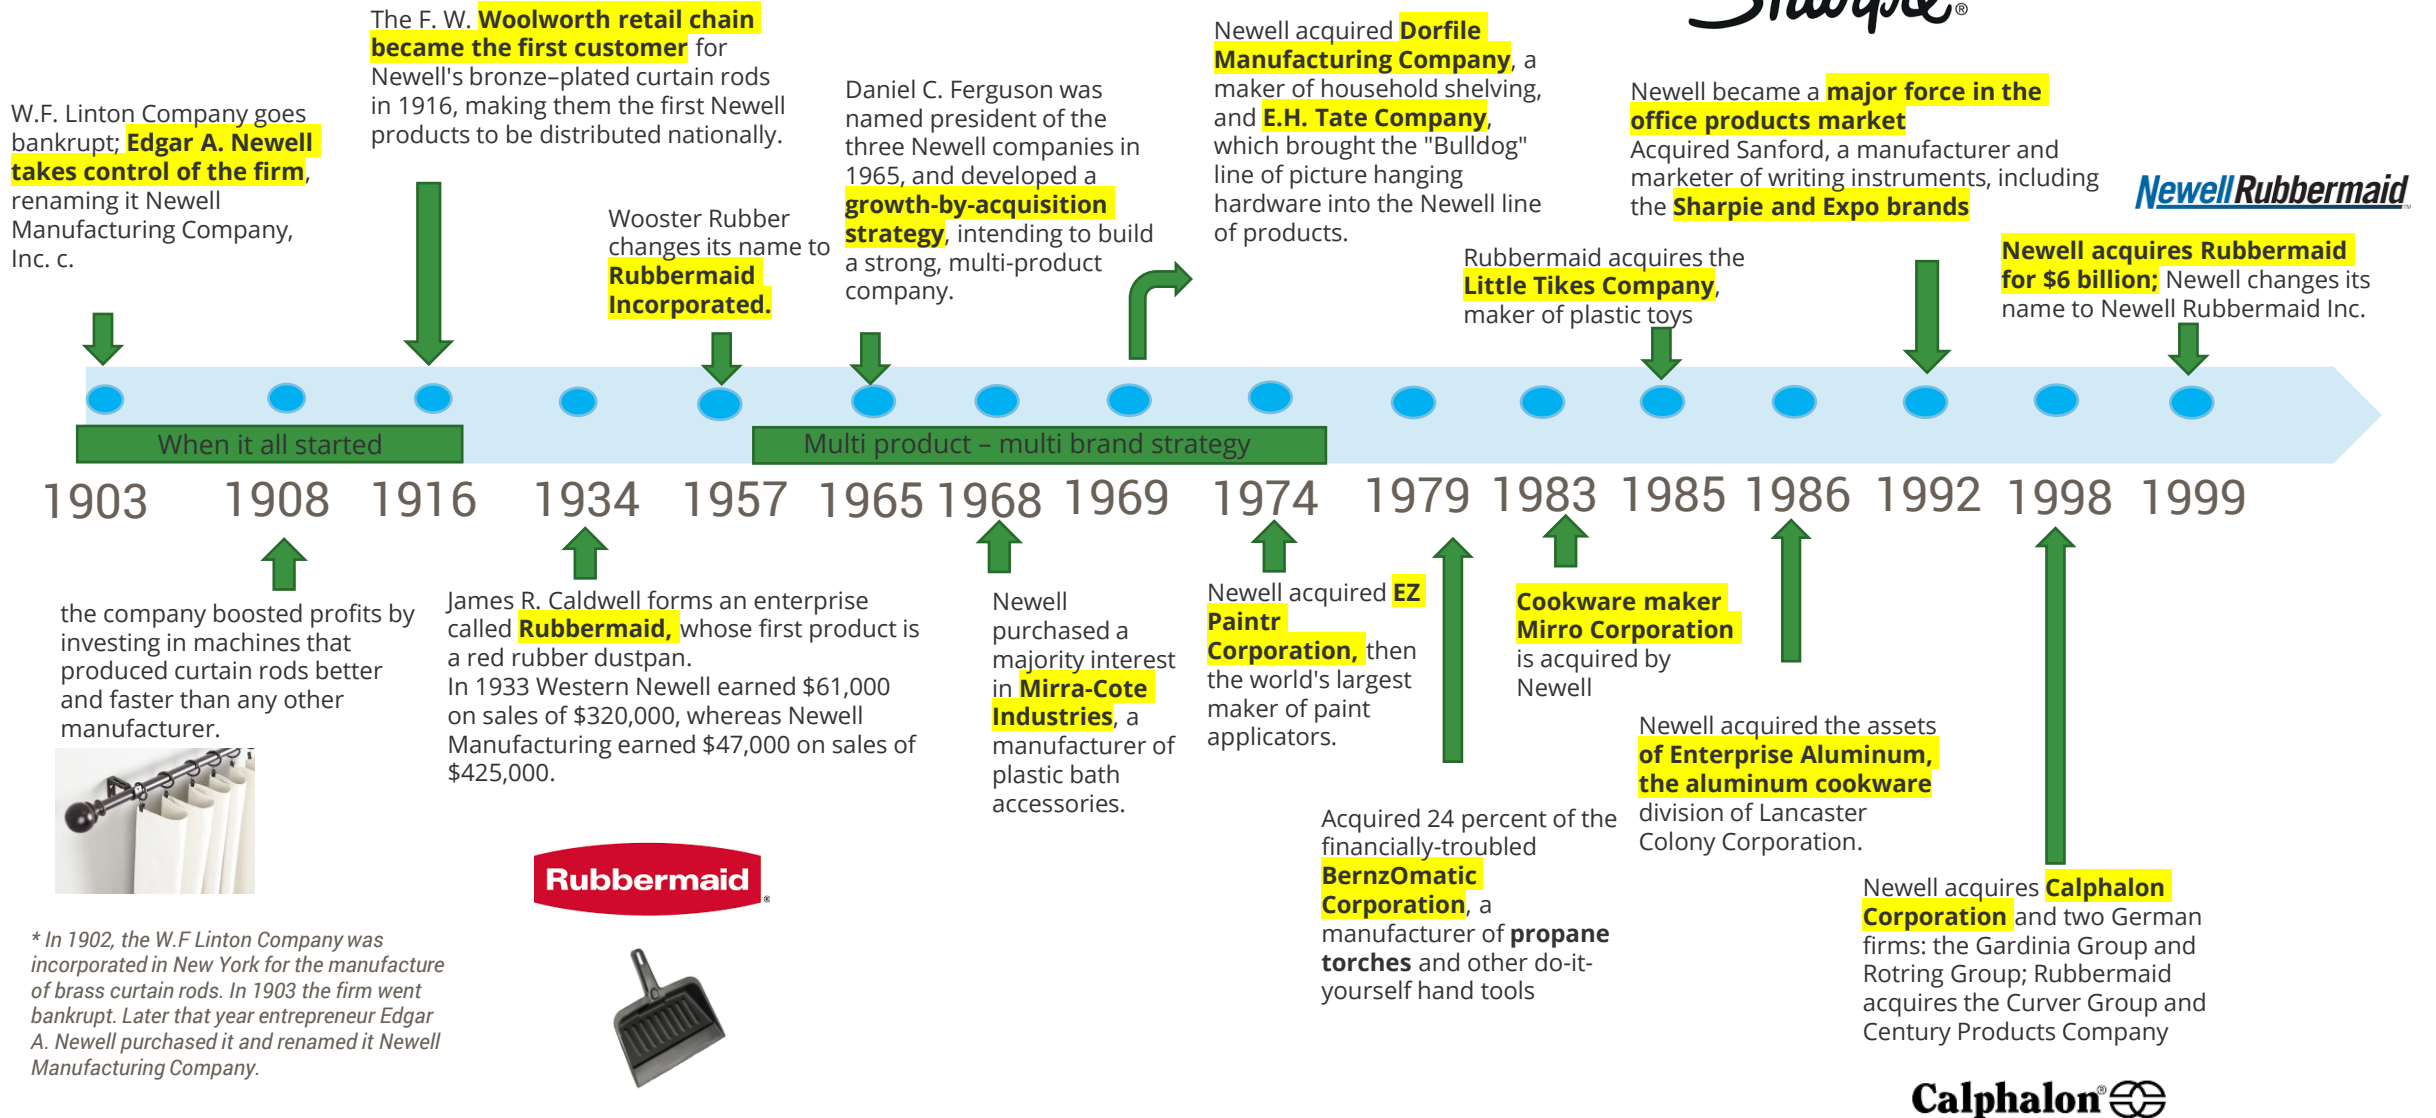 Sharpie®
The F. W. Woolworth retail chain
became the first customer for
Newell's bronze–plated curtain rods
in 1916, making them the first Newell
products to be distributed nationally.
W.F. Linton Company goes
bankrupt; Edgar A. Newell
takes control of the firm,
renaming it Newell
Manufacturing Company,
Inc. c.
Wooster Rubber
changes its name to
Rubbermaid
Incorporated.
Daniel C. Ferguson was
named president of the
three Newell companies in
1965, and developed a
growth-by-acquisition
strategy, intending to build
a strong, multi-product
company.
Newell acquired Dorfile
Manufacturing Company, a
maker of household shelving,
and E.H. Tate Company,
which brought the "Bulldog"
line of picture hanging
hardware into the Newell line
of products.
Rubbermaid acquires the
Little Tikes Company,
maker of plastic toys
Newell became a major force in the
office products market
Acquired Sanford, a manufacturer and
marketer of writing instruments, including
the Sharpie and Expo brands
NewellRubbermaid™
Newell acquires Rubbermaid
for $6 billion; Newell changes its
name to Newell Rubbermaid Inc.
When it all started
Multi product – multi brand strategy
1903 1908 1916 1934 1957 1965 1968 1969 1974 1979 1983 1985 1986 1992 1998 1999
the company boosted profits by
investing in machines that
produced curtain rods better
and faster than any other
manufacturer.
James R. Caldwell forms an enterprise
called Rubbermaid, whose first product is
a red rubber dustpan.
In 1933 Western Newell earned $61,000
on sales of $320,000, whereas Newell
Manufacturing earned $47,000 on sales of
$425,000.
Rubbermaid®
Newell
purchased a
majority interest
in Mirra-Cote
Industries, a
manufacturer of
plastic bath
accessories.
Newell acquired EZ
Paintr
Corporation, then
the world's largest
maker of paint
applicators.
Acquired 24 percent of the
financially-troubled
BernzOmatic
Corporation, a
manufacturer of propane
torches and other do-it-
yourself hand tools
Cookware maker
Mirro Corporation
is acquired by
Newell
Newell acquired the assets
of Enterprise Aluminum,
the aluminum cookware
division of Lancaster
Colony Corporation.
Newell acquires Calphalon
Corporation and two German
firms: the Gardinia Group and
Rotring Group; Rubbermaid
acquires the Curver Group and
Century Products Company
Calphalon®
* In 1902, the W.F Linton Company was
incorporated in New York for the manufacture
of brass curtain rods. In 1903 the firm went
bankrupt. Later that year entrepreneur Edgar
A. Newell purchased it and renamed it Newell
Manufacturing Company.